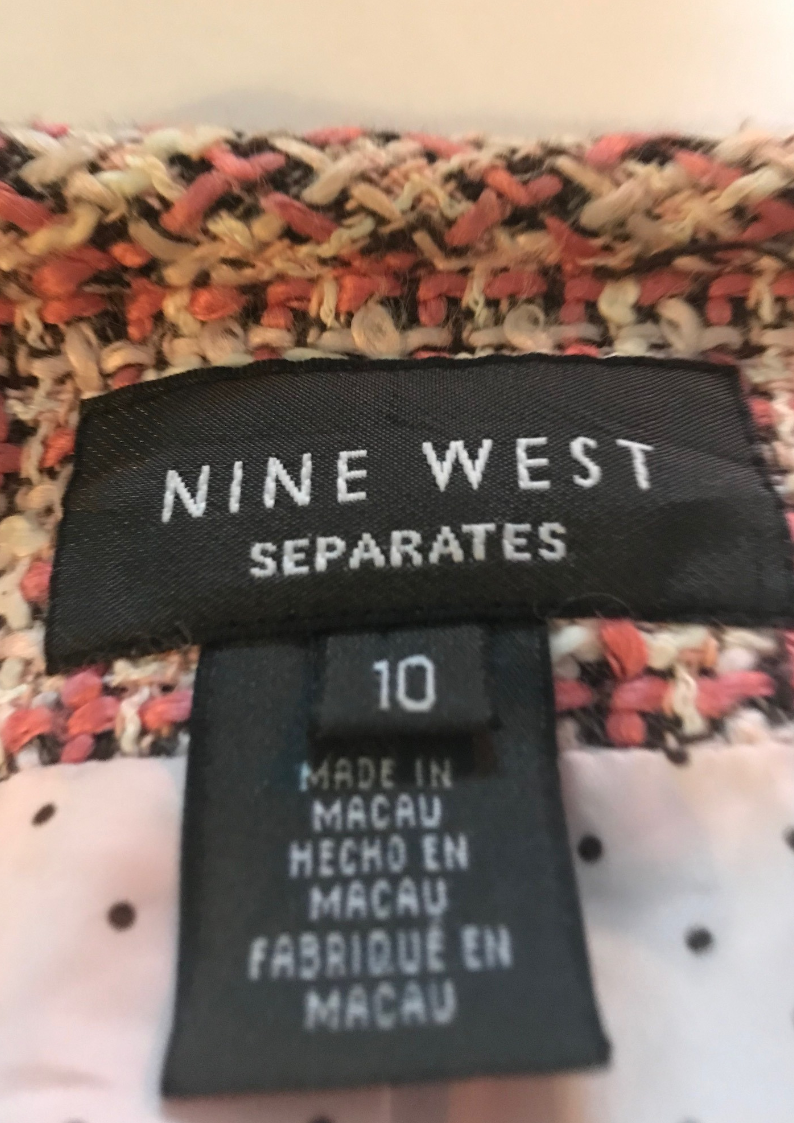 NINE WEST
SEPARATES
10
MADE IN
MACAU
HECHO EN
MACAU
FABRIQUÉ EN
MACAU